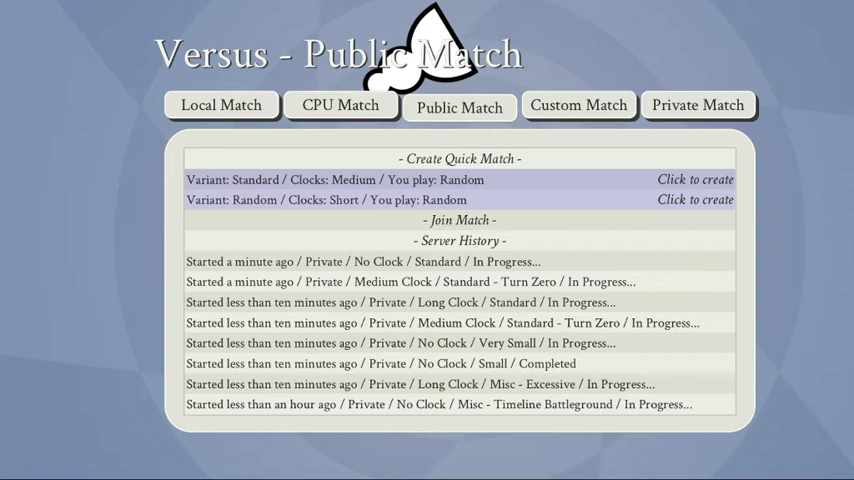 Versus - Public Match
Local Match CPU Match Public Match Custom Match Private Match
- Create Quick Match -
Variant: Standard / Clocks: Medium / You play: Random Click to create
Variant: Random / Clocks: Short / You play: Random Click to create
- Join Match -
- Server History -
Started a minute ago / Private / No Clock / Standard / In Progress...
Started a minute ago / Private / Medium Clock / Standard - Turn Zero / In Progress...
Started less than ten minutes ago / Private / Long Clock / Standard / In Progress...
Started less than ten minutes ago / Private / Medium Clock / Standard - Turn Zero / In Progress...
Started less than ten minutes ago / Private / No Clock / Very Small / In Progress...
Started less than ten minutes ago / Private / No Clock / Small / Completed
Started less than ten minutes ago / Private / Long Clock / Misc - Excessive / In Progress...
Started less than an hour ago / Private / No Clock / Misc - Timeline Battleground / In Progress...